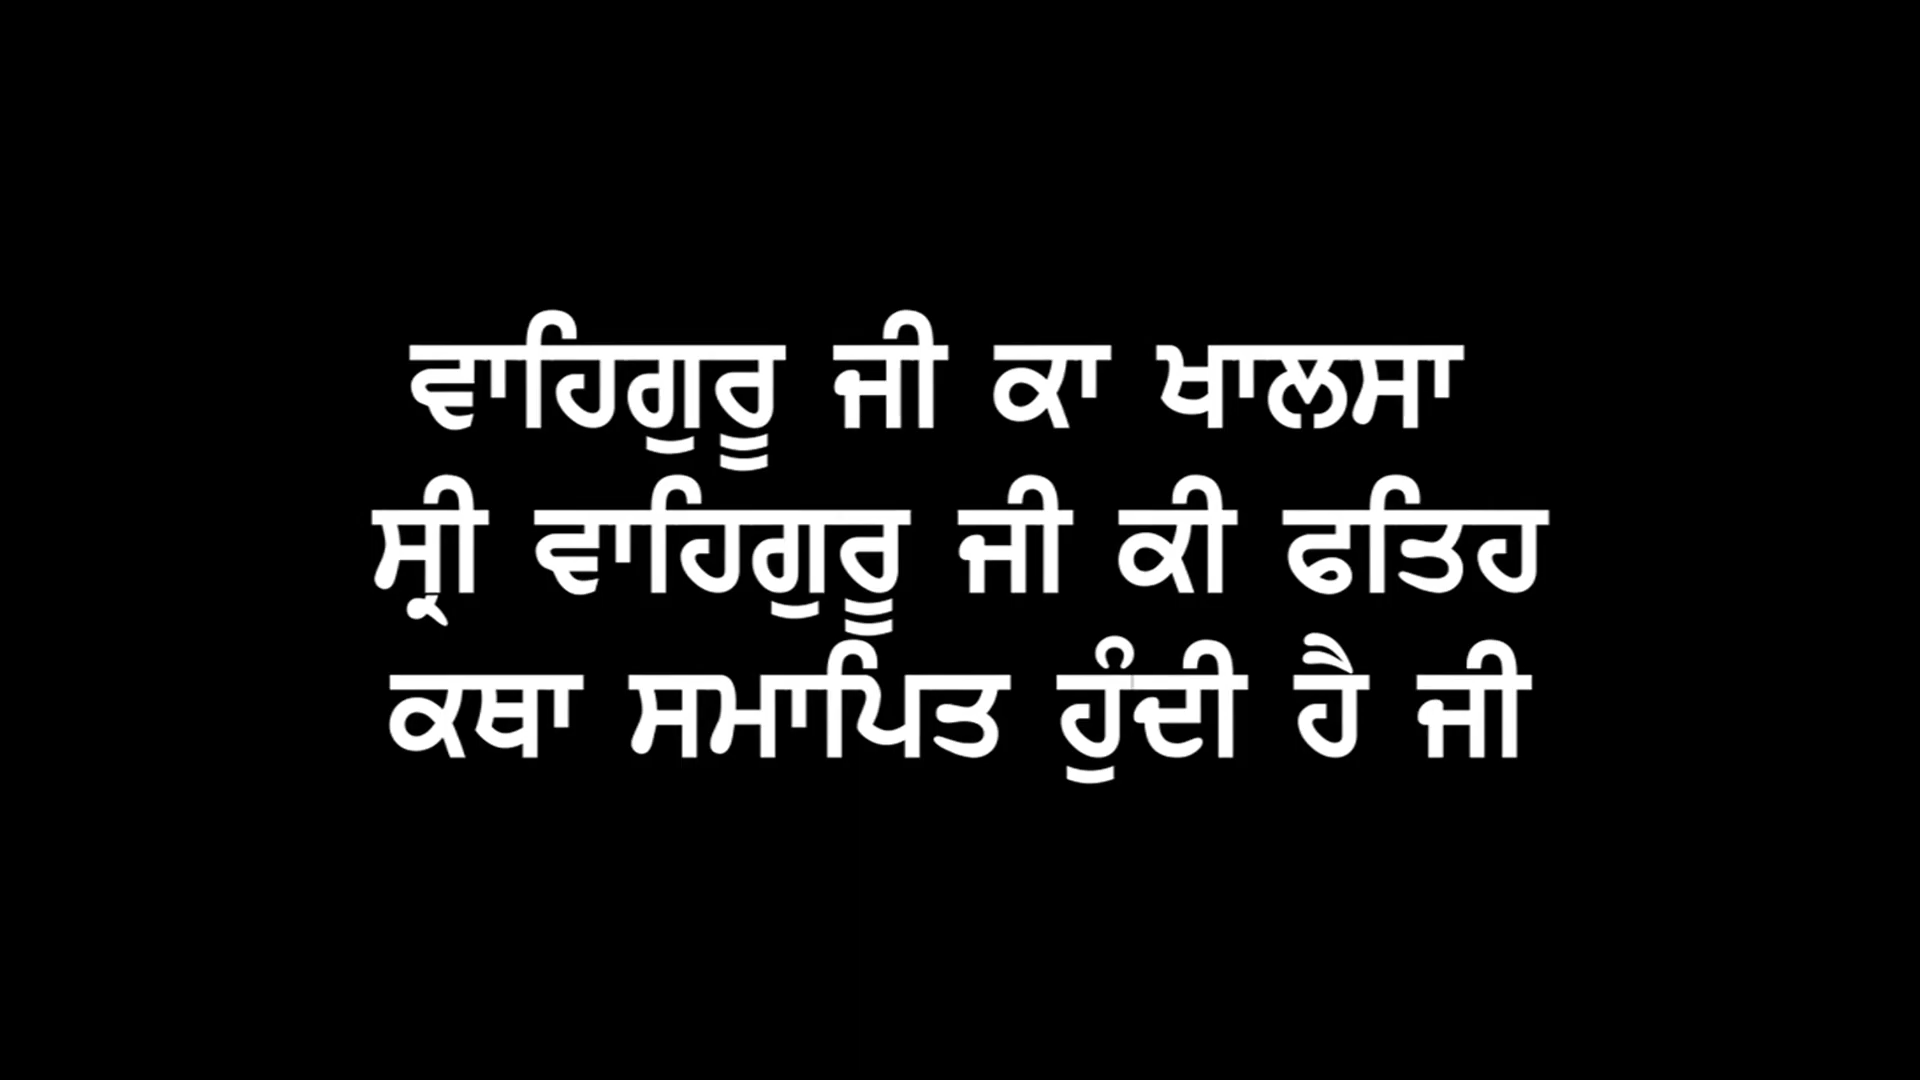 ਵਾਹਿਗੁਰੂ ਜੀ ਕਾ ਖਾਲਸਾ
ਸ੍ਰੀ ਵਾਹਿਗੁਰੂ ਜੀ ਕੀ ਫਤਿਹ
ਕਥਾ ਸਮਾਪਿਤ ਹੁੰਦੀ ਹੈ ਜੀ